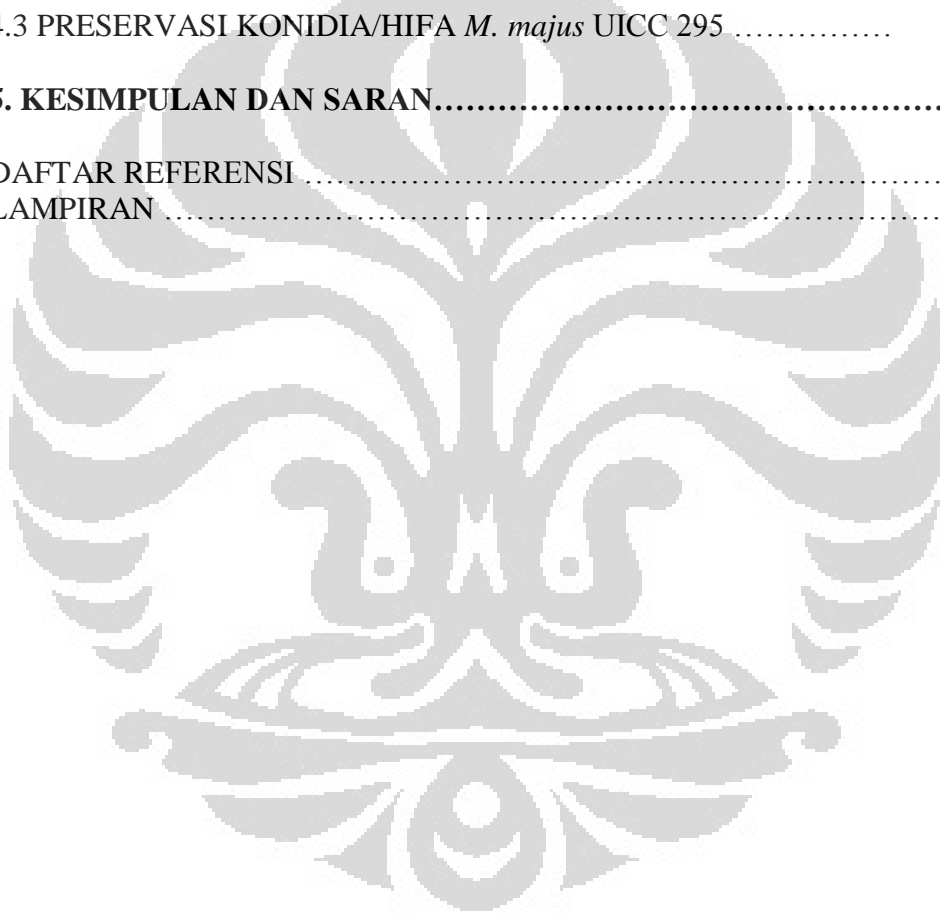 4.3 PRESERVASI KONIDIA/HIFA M. majus UICC 295 ……………
5. KESIMPULAN DAN SARAN……………………………………………
DAFTAR REFERENSI ……………………………………………………………
LAMPIRAN ……………………………………………………………………